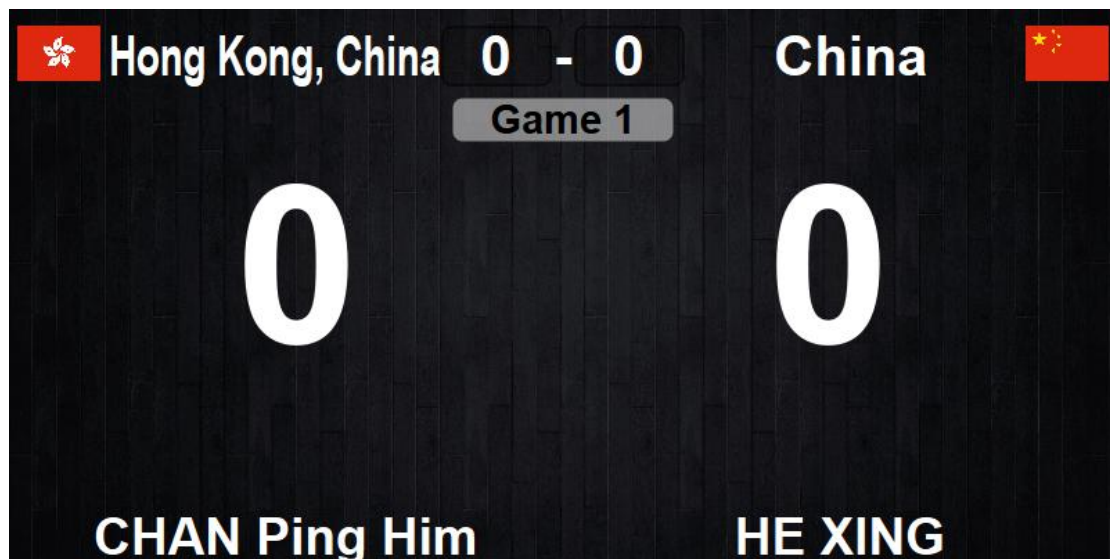 Hong Kong, China 0 - 0 China
Game 1
0 0
CHAN Ping Him HE XING